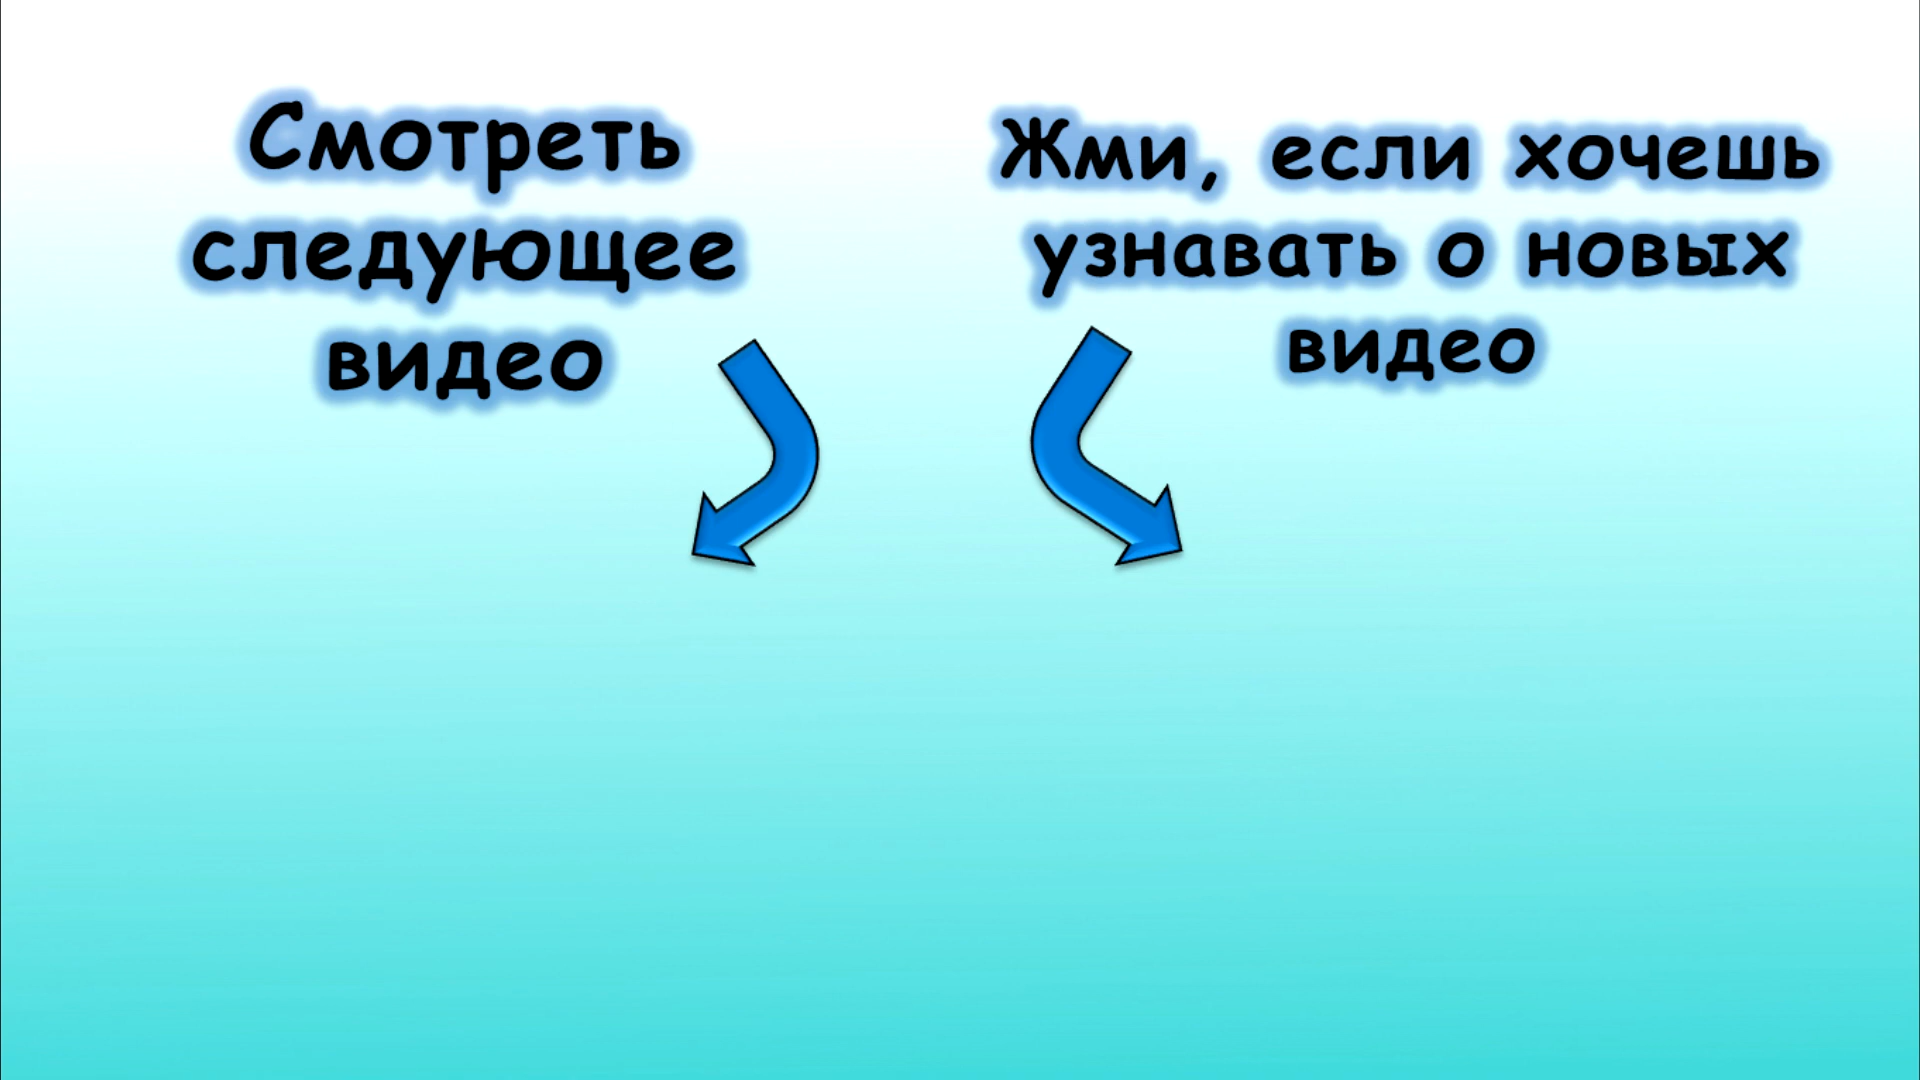 Смотреть
следующее
видео
Жми, если хочешь
узнавать о новых
видео